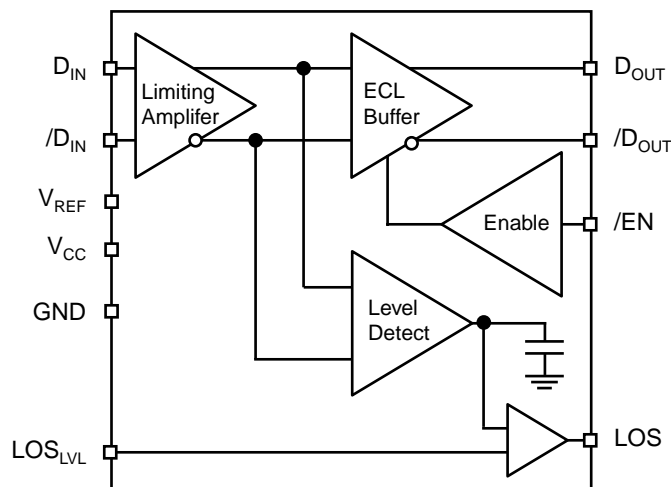 D_IN
Limiting
Amplifer
ECL
Buffer
D_OUT
/D_IN
/D_OUT
V_REF
Enable
/EN
V_CC
GND
Level
Detect
LOS_LVL
LOS